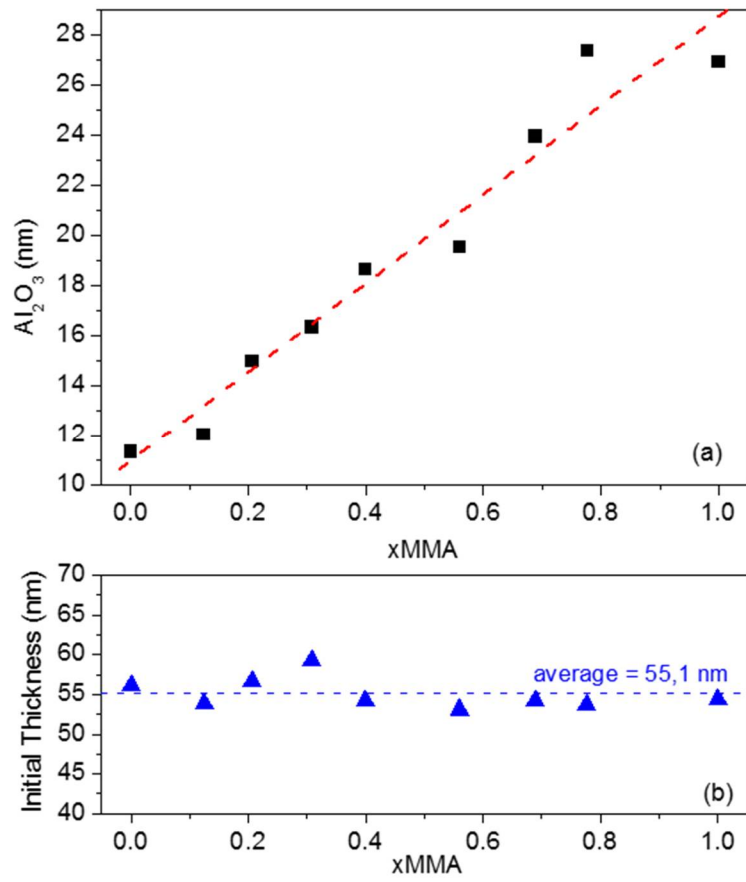 28
26
24
22
20
18
16
14
12
10
Al₂O₃ (nm)
0.0 0.2 0.4 0.6 0.8 1.0
xMMA
(a)
70
65
60
55
50
45
40
Initial Thickness (nm)
average = 55,1 nm
(b)
0.0 0.2 0.4 0.6 0.8 1.0
xMMA